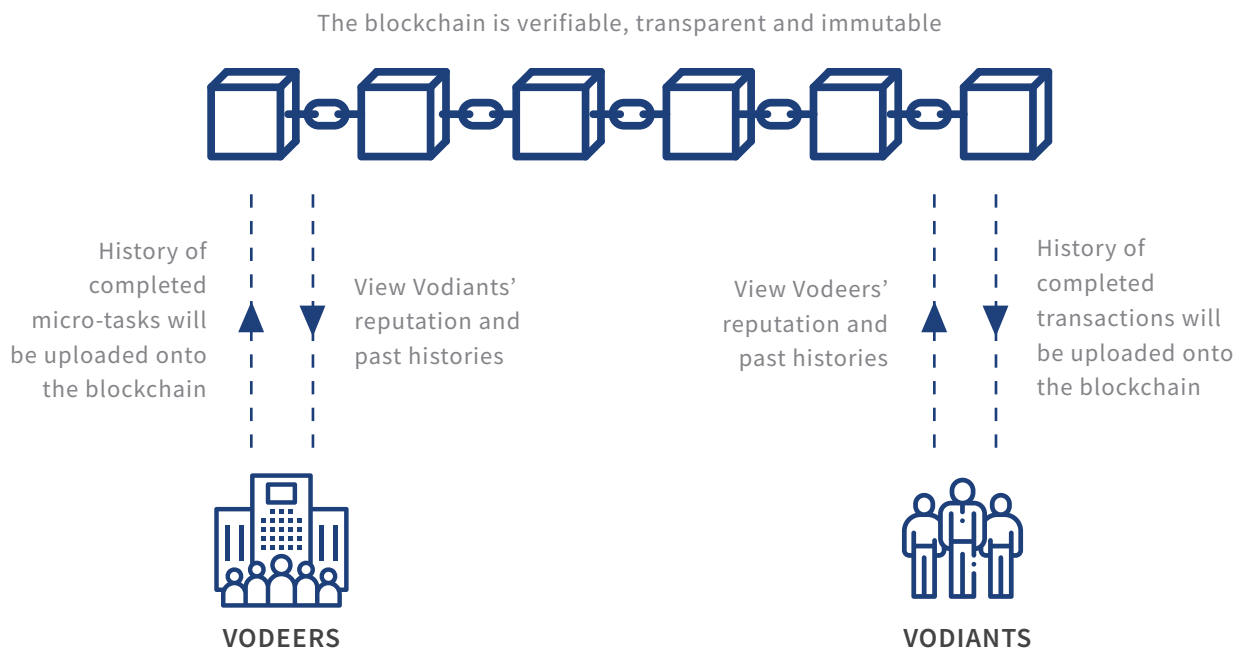 The blockchain is verifiable, transparent and immutable
History of
completed
micro-tasks will
be uploaded onto
the blockchain
View Vodiants’
reputation and
past histories
View Vodeers’
reputation and
past histories
History of
completed
transactions will
be uploaded onto
the blockchain
VODEERS
VODIANTS